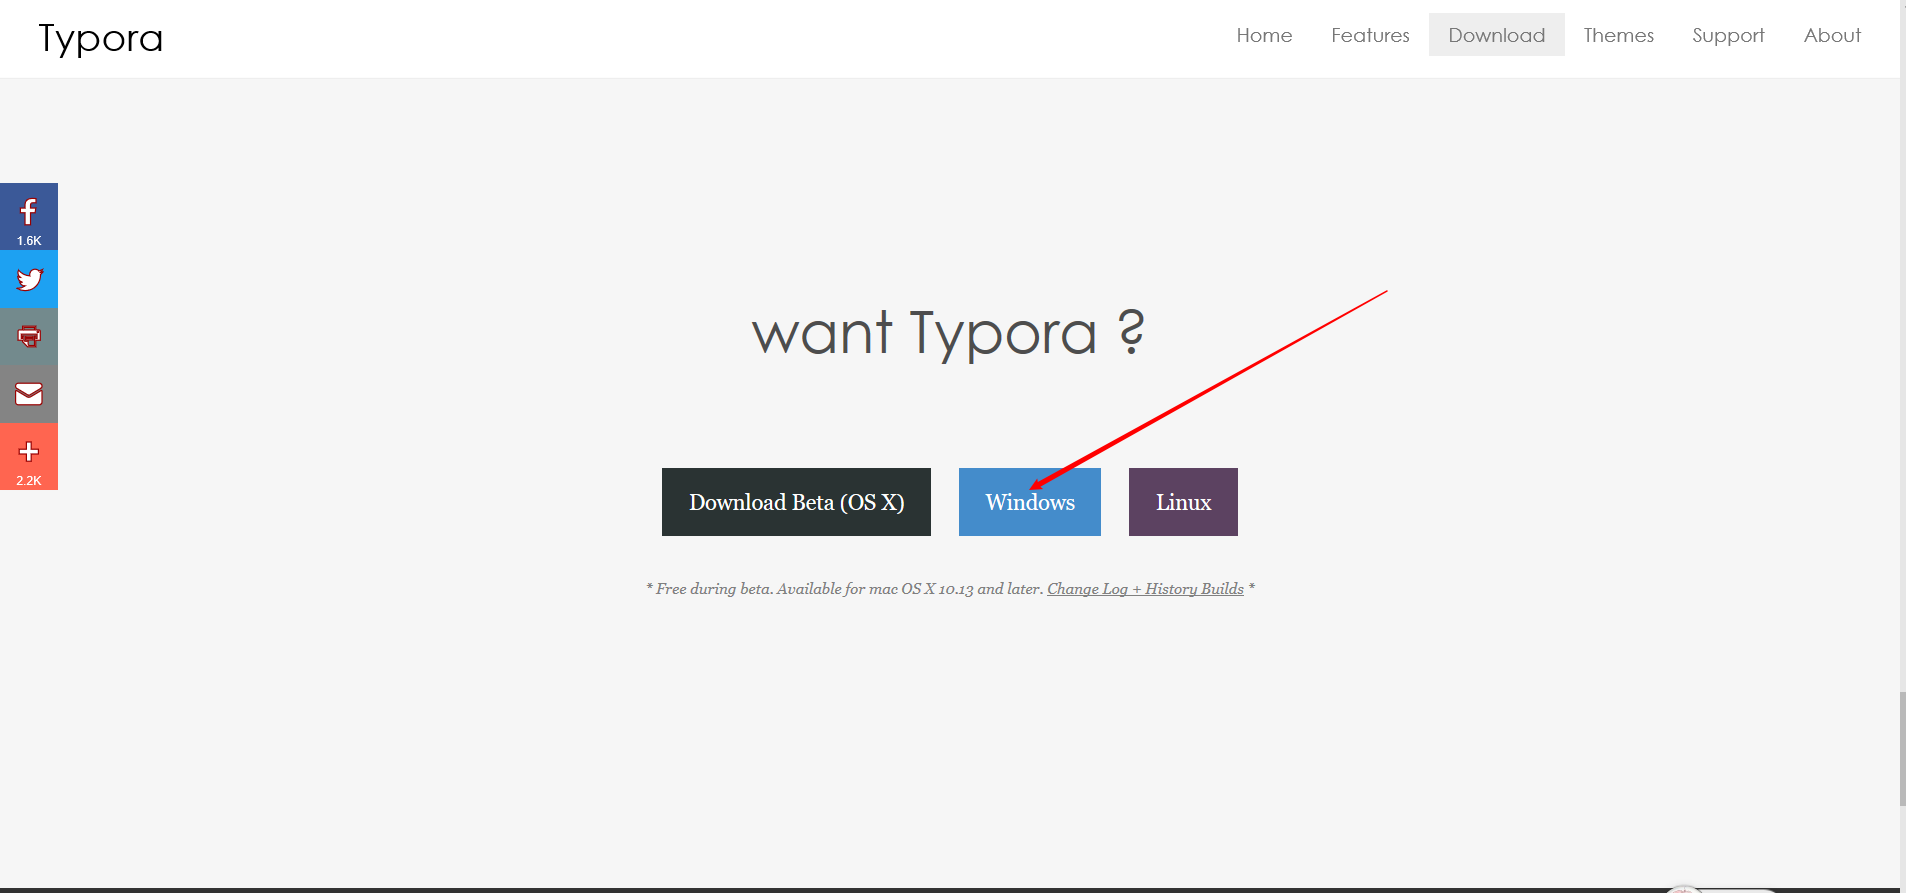 Typora
Home Features Download Themes Support About
1.6K
2.2K
want Typora ?
Download Beta (OS X) Windows Linux
* Free during beta. Available for mac OS X 10.13 and later. Change Log + History Builds *